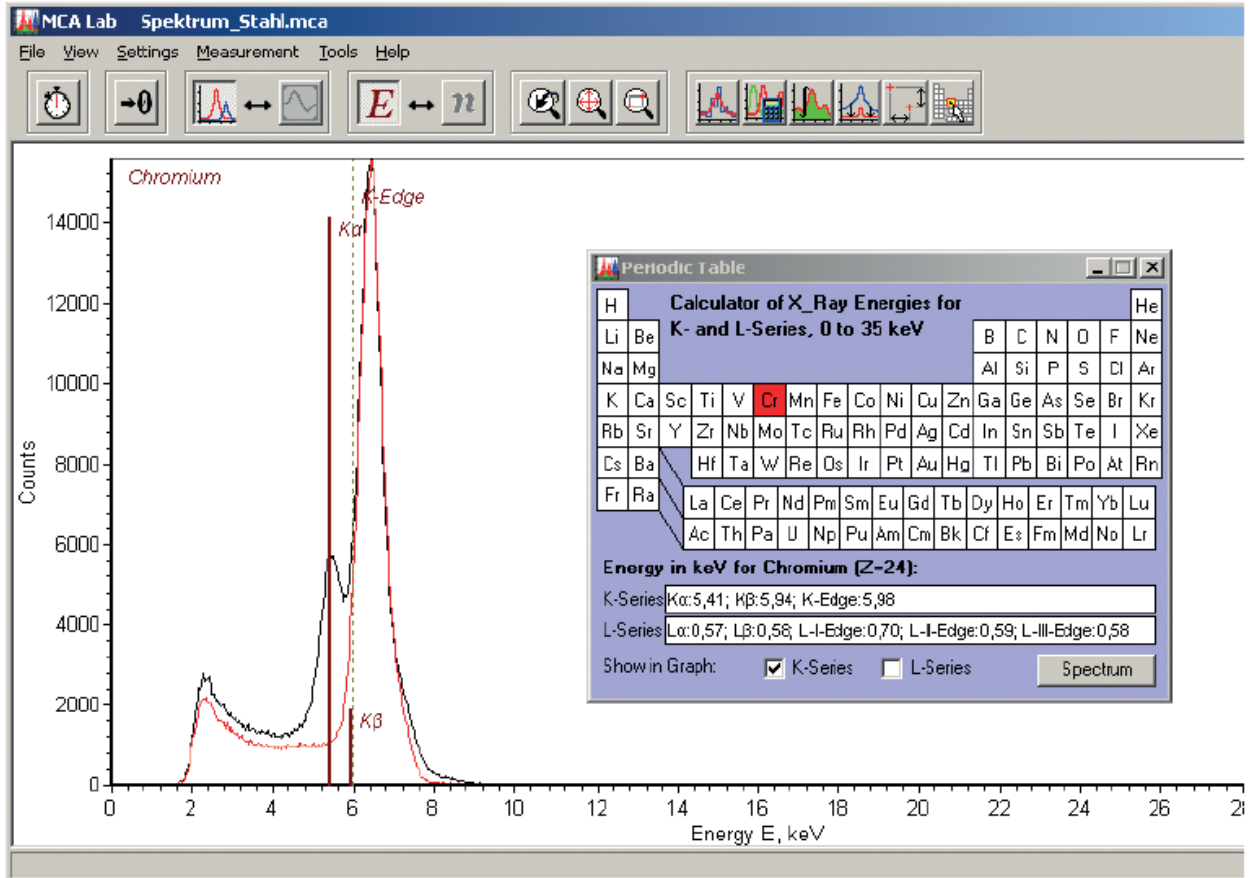 MCA Lab Spektrum_Stahl.mca
File View Settings Measurement Tools Help
→0 ↔ E ↔ n
Chromium
K-Edge
Kα
Kβ
14000
12000
10000
8000
6000
4000
2000
0
Counts
0 2 4 6 8 10 12 14 16 18 20 22 24 26 28
Energy E, keV
Periodic Table
H Calculator of X_Ray Energies for He
Li Be K- and L-Series, 0 to 35 keV B C N O F Ne
Na Mg Al Si P S Cl Ar
K Ca Sc Ti V Cr Mn Fe Co Ni Cu Zn Ga Ge As Se Br Kr
Rb Sr Y Zr Nb Mo Tc Ru Rh Pd Ag Cd In Sn Sb Te I Xe
Cs Ba Hf Ta W Re Os Ir Pt Au Hg Tl Pb Bi Po At Rn
Fr Ra La Ce Pr Nd Pm Sm Eu Gd Tb Dy Ho Er Tm Yb Lu
Ac Th Pa U Np Pu Am Cm Bk Cf Es Fm Md No Lr
Energy in keV for Chromium (Z-24):
K-Series Kα:5,41; Kβ:5,94; K-Edge:5,98
L-Series Lα:0,57; Lβ:0,58; L-I-Edge:0,70; L-II-Edge:0,59; L-III-Edge:0,58
Show in Graph: K-Series L-Series Spectrum